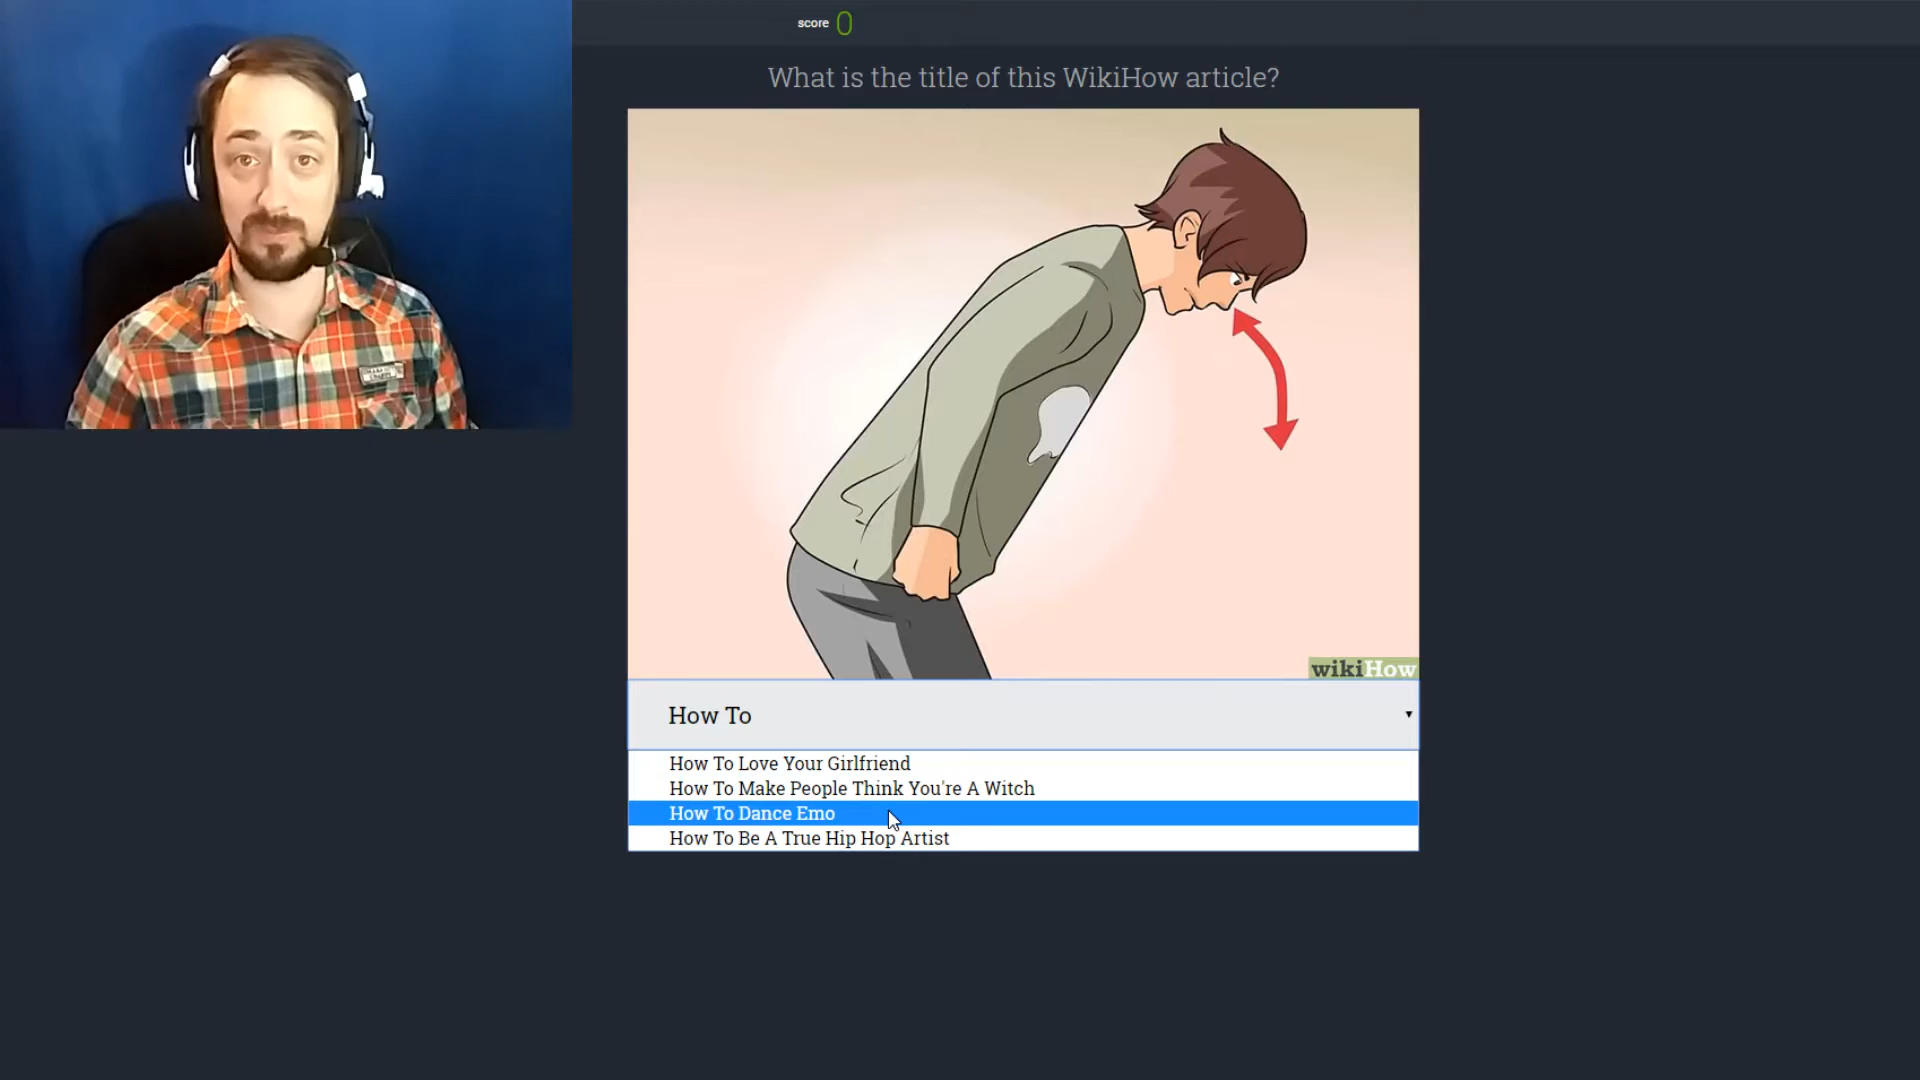 score 0
What is the title of this WikiHow article?
wikiHow
How To
How To Love Your Girlfriend
How To Make People Think You're A Witch
How To Dance Emo
How To Be A True Hip Hop Artist